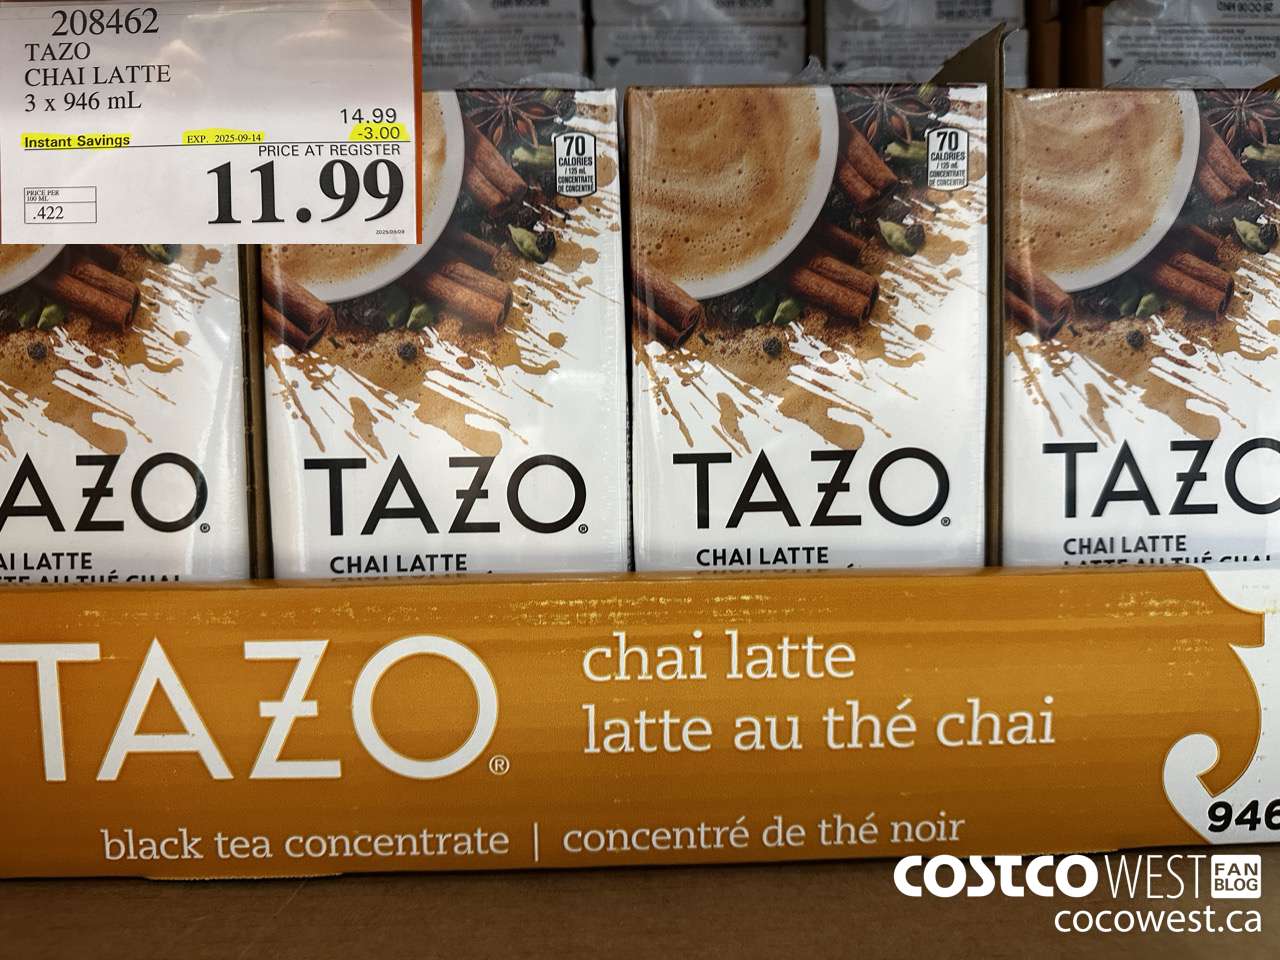 208462
TAZO
CHAI LATTE
3 x 946 mL
14.99
Instant Savings EXP. 2025-09-14 -3.00
PRICE AT REGISTER
11.99
PRICE PER
100 ML
.422
70
CALORIES
/ 125 mL
CONCENTRATE
DE CONCENTRÉ
70
CALORIES
/ 125 mL
CONCENTRATE
DE CONCENTRÉ
AZO®
TAZO®
TAZO®
TAZO
AI LATTE
CHAI LATTE
CHAI LATTE
CHAI LATTE
TAZO®
chai latte
latte au thé chai
black tea concentrate | concentré de thé noir
946
COSTCO WEST FAN BLOG
cocowest.ca